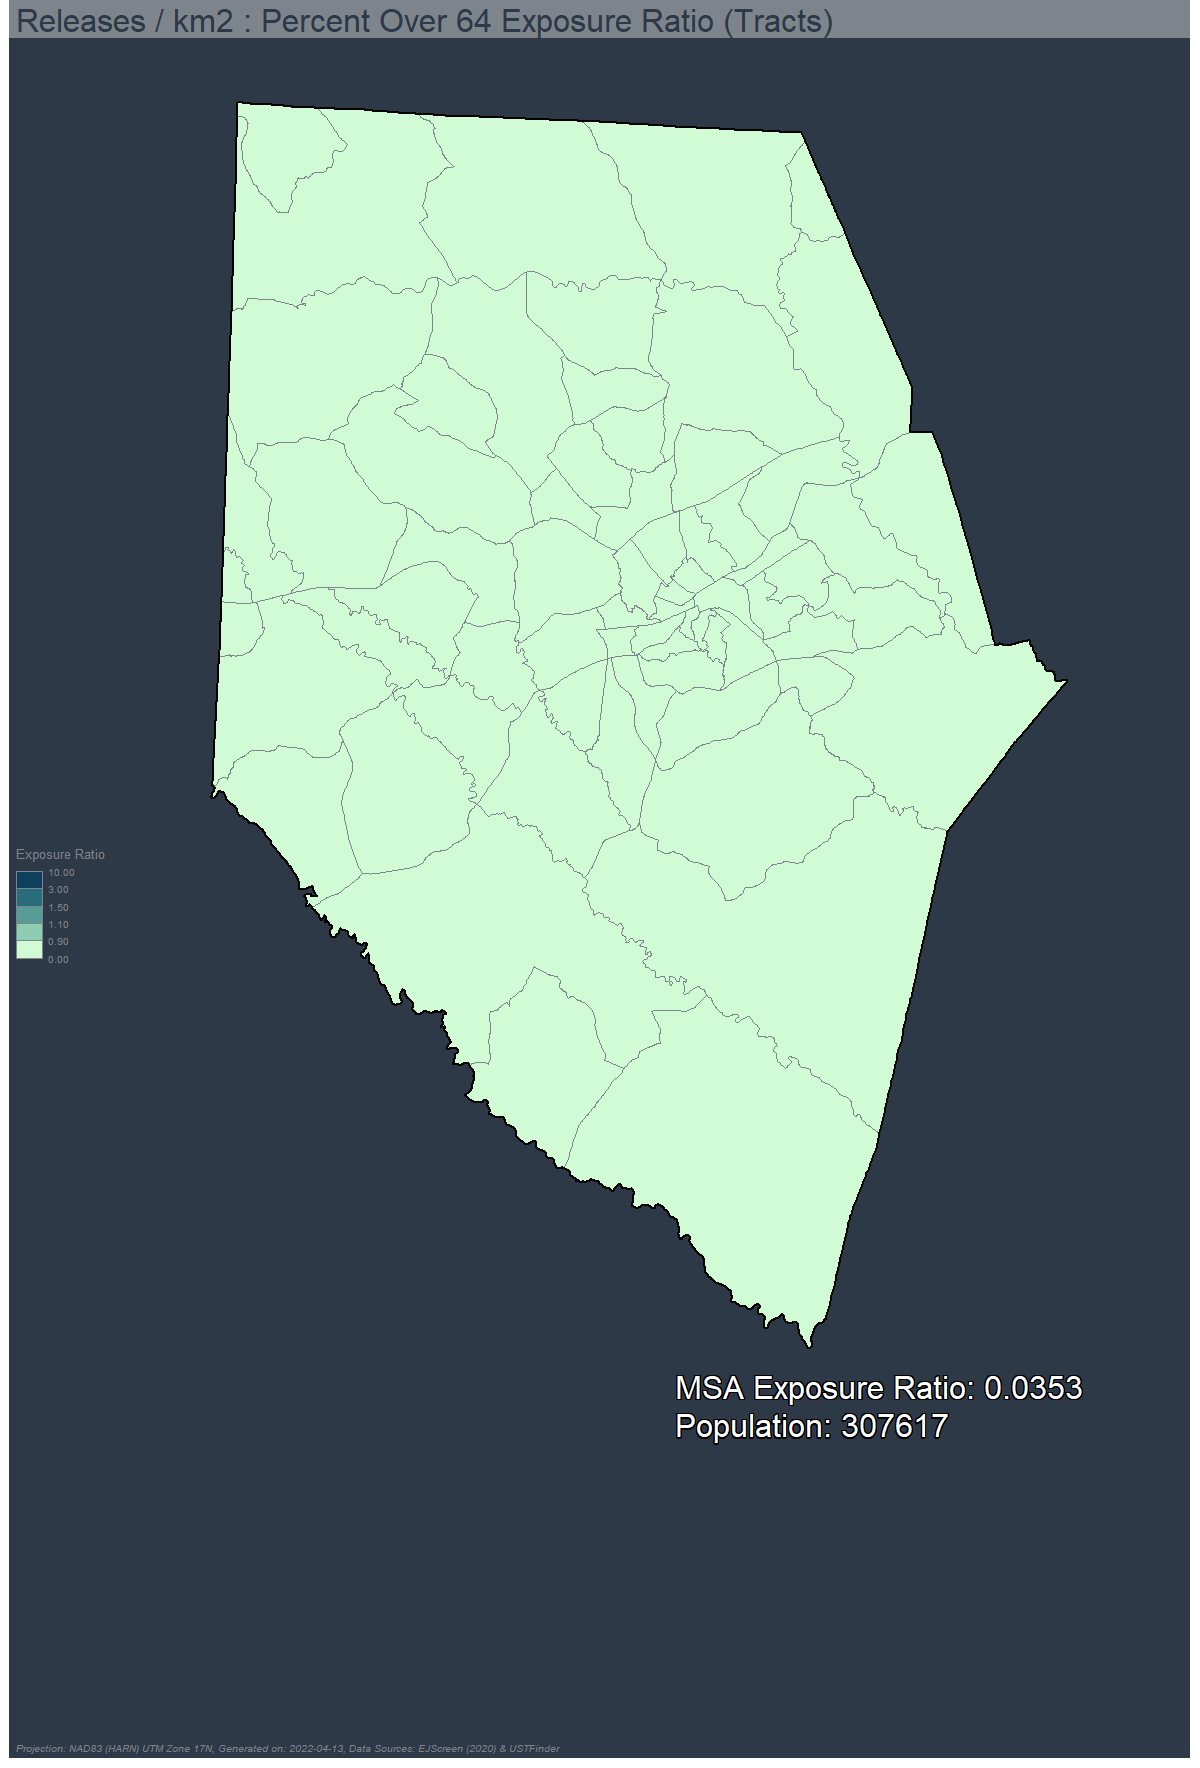 Releases / km2 : Percent Over 64 Exposure Ratio (Tracts)
Exposure Ratio
10.00
3.00
1.50
1.10
0.90
0.00
MSA Exposure Ratio: 0.0353
Population: 307617
Projection: NAD83 (HARN) UTM Zone 17N, Generated on: 2022-04-13, Data Sources: EJScreen (2020) & USTFinder